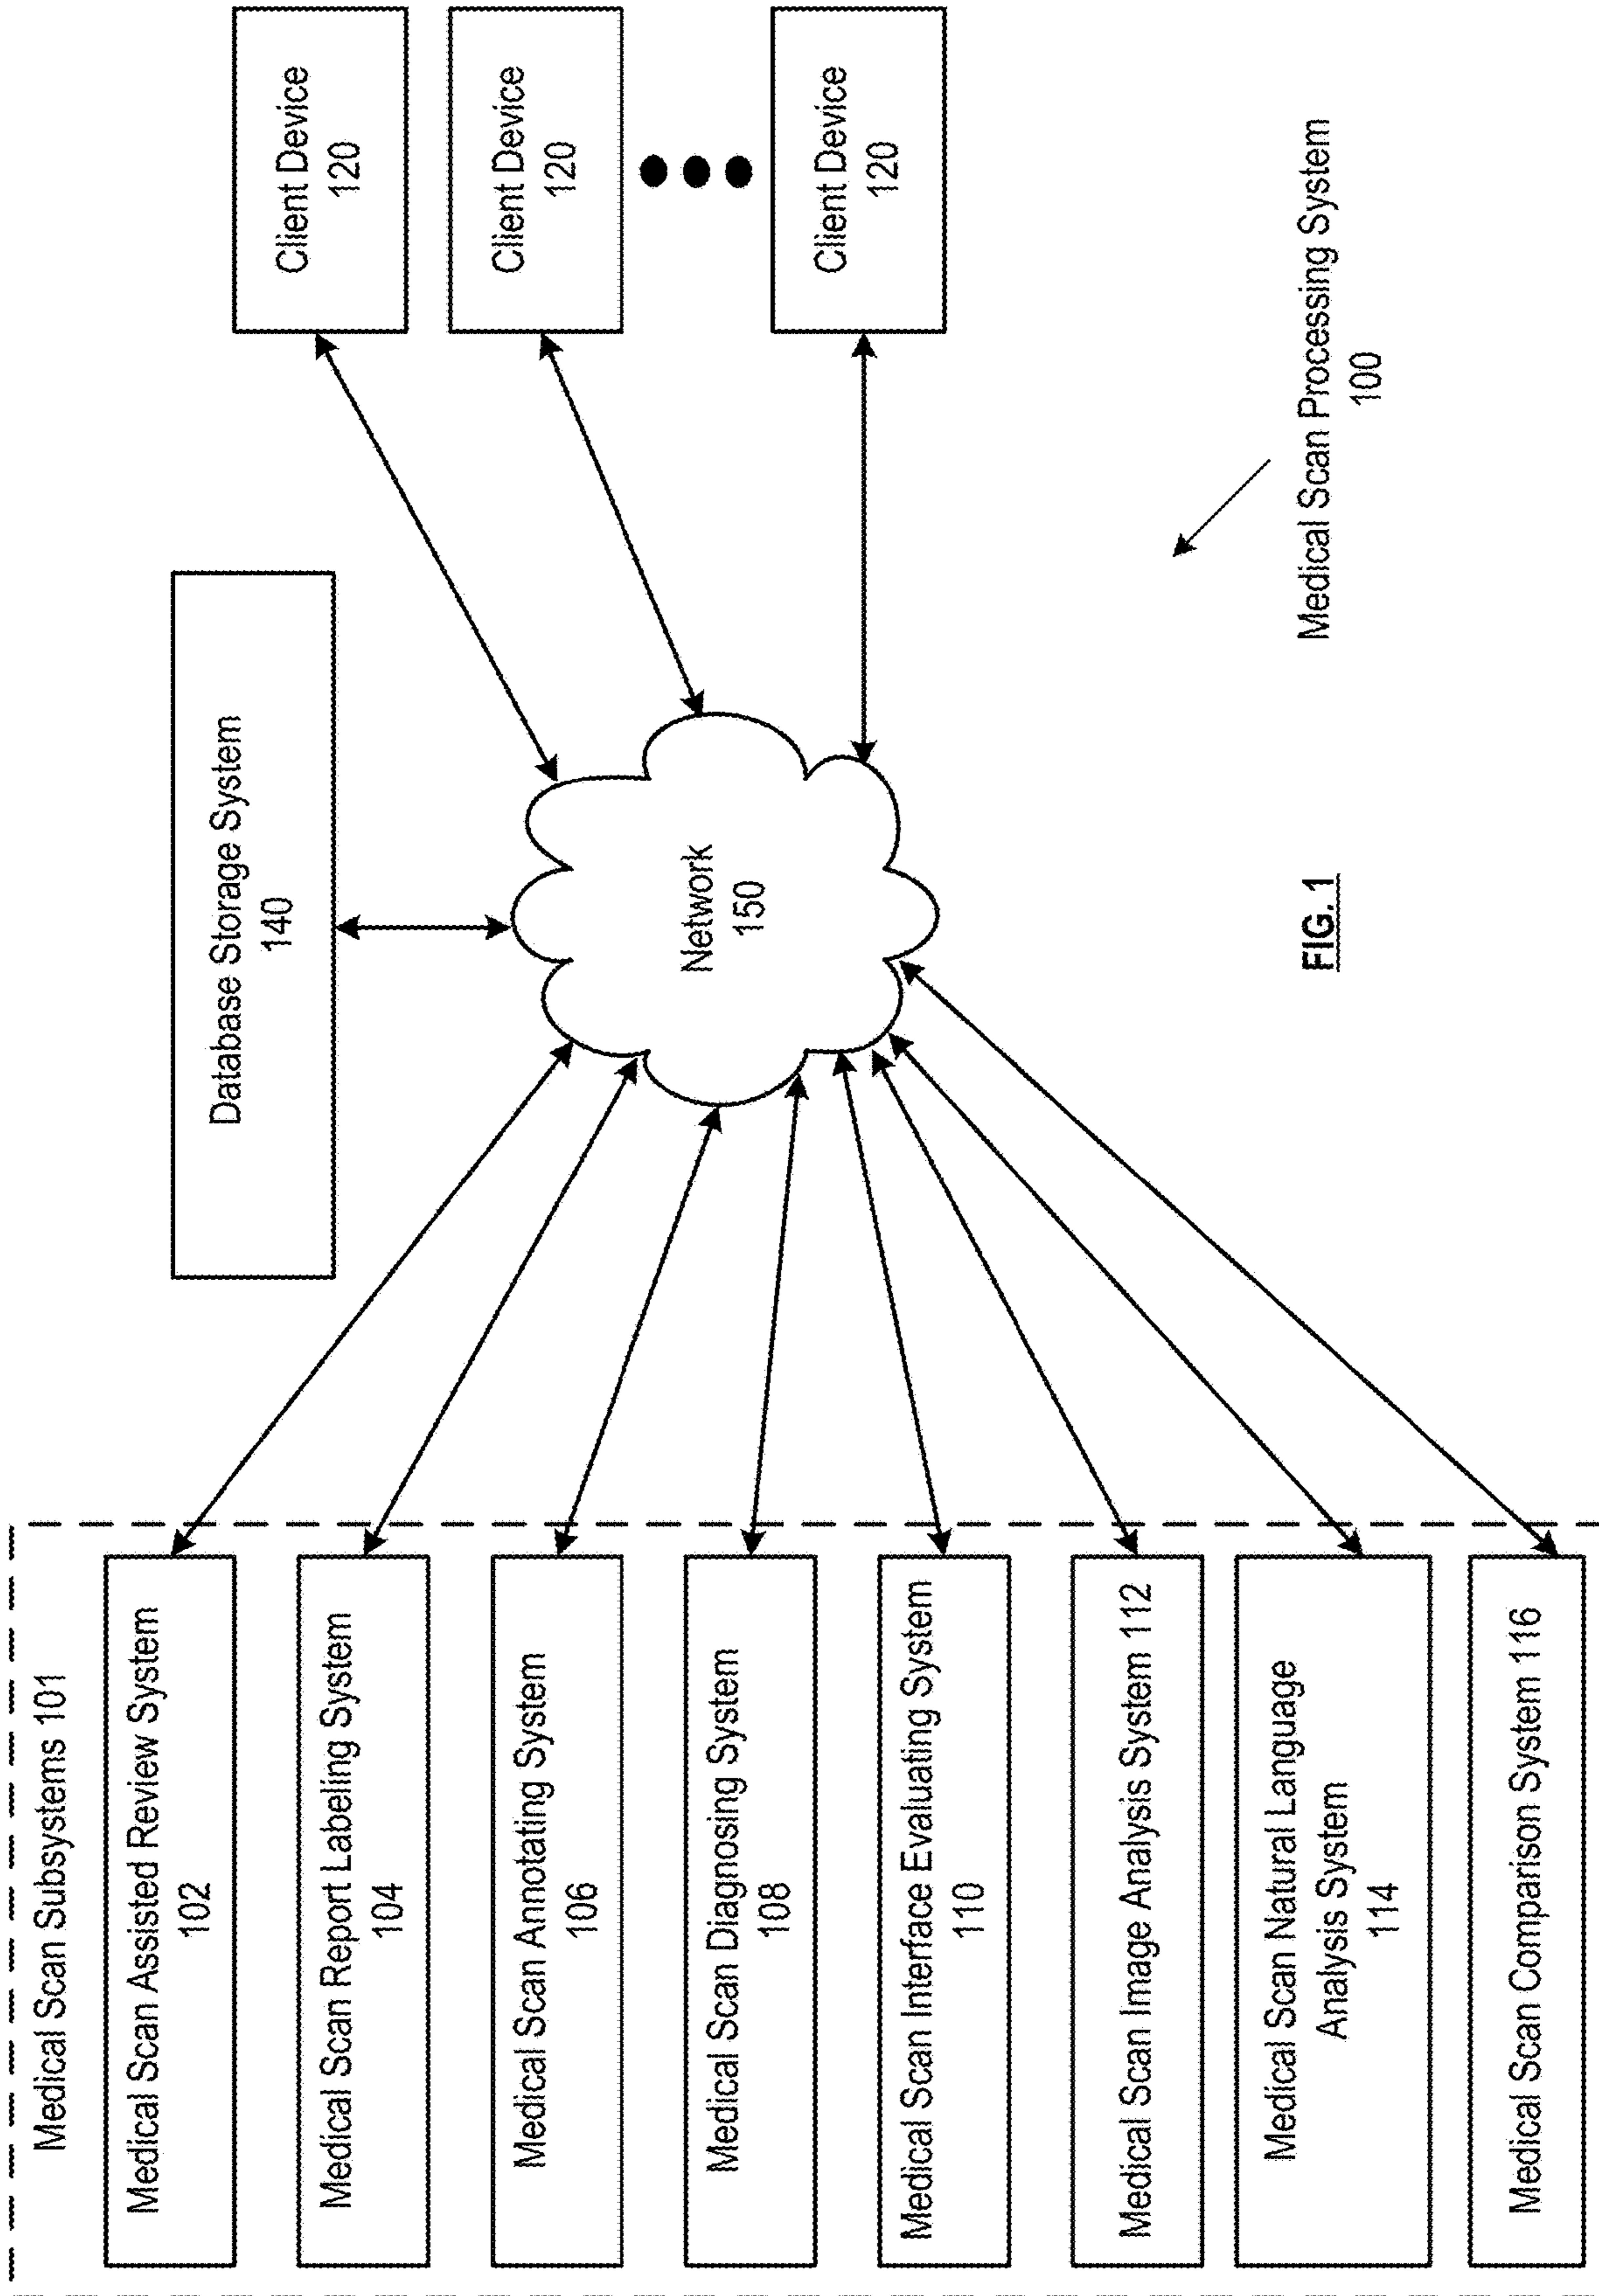 Medical Scan Subsystems 101
Medical Scan Assisted Review System
102
Medical Scan Report Labeling System
104
Medical Scan Annotating System
106
Medical Scan Diagnosing System
108
Medical Scan Interface Evaluating System
110
Medical Scan Image Analysis System 112
Medical Scan Natural Language
Analysis System
114
Medical Scan Comparison System 116
Database Storage System
140
Network
150
Client Device
120
Client Device
120
Client Device
120
Medical Scan Processing System
100
FIG. 1